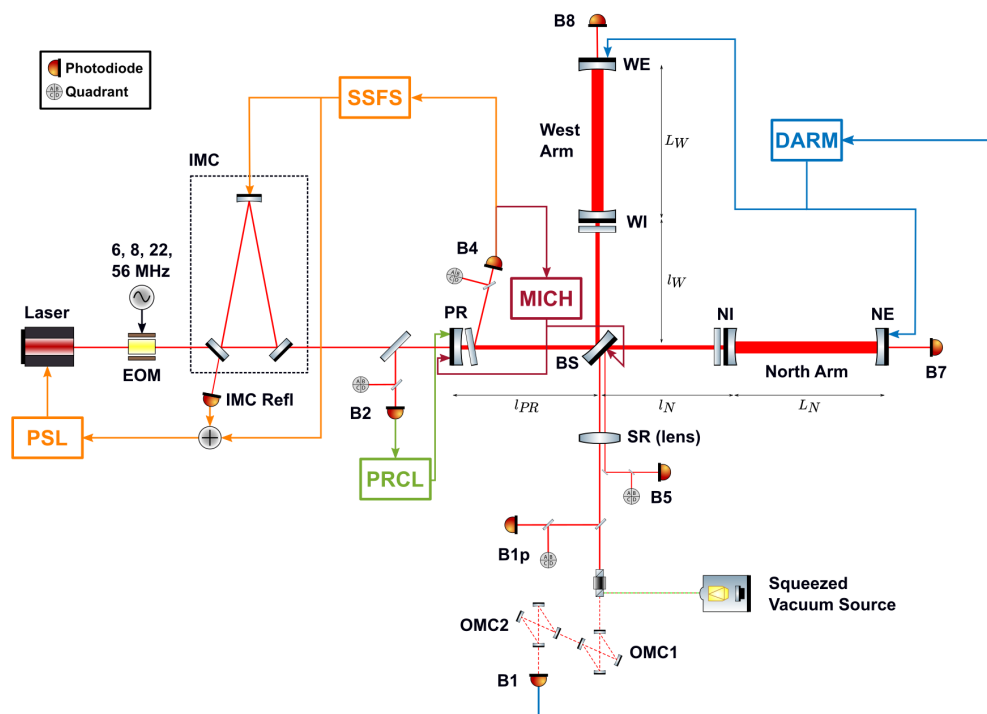 B8
Photodiode
Quadrant
WE
SSFS
West
Arm
L_W
DARM
IMC
WI
6, 8, 22,
56 MHz
B4
l_W
MICH
PR
NI
NE
Laser
BS
EOM
North Arm
B7
IMC Refl
B2
l_PR
l_N
L_N
SR (lens)
PSL
PRCL
B5
B1p
Squeezed
Vacuum Source
OMC2
OMC1
B1